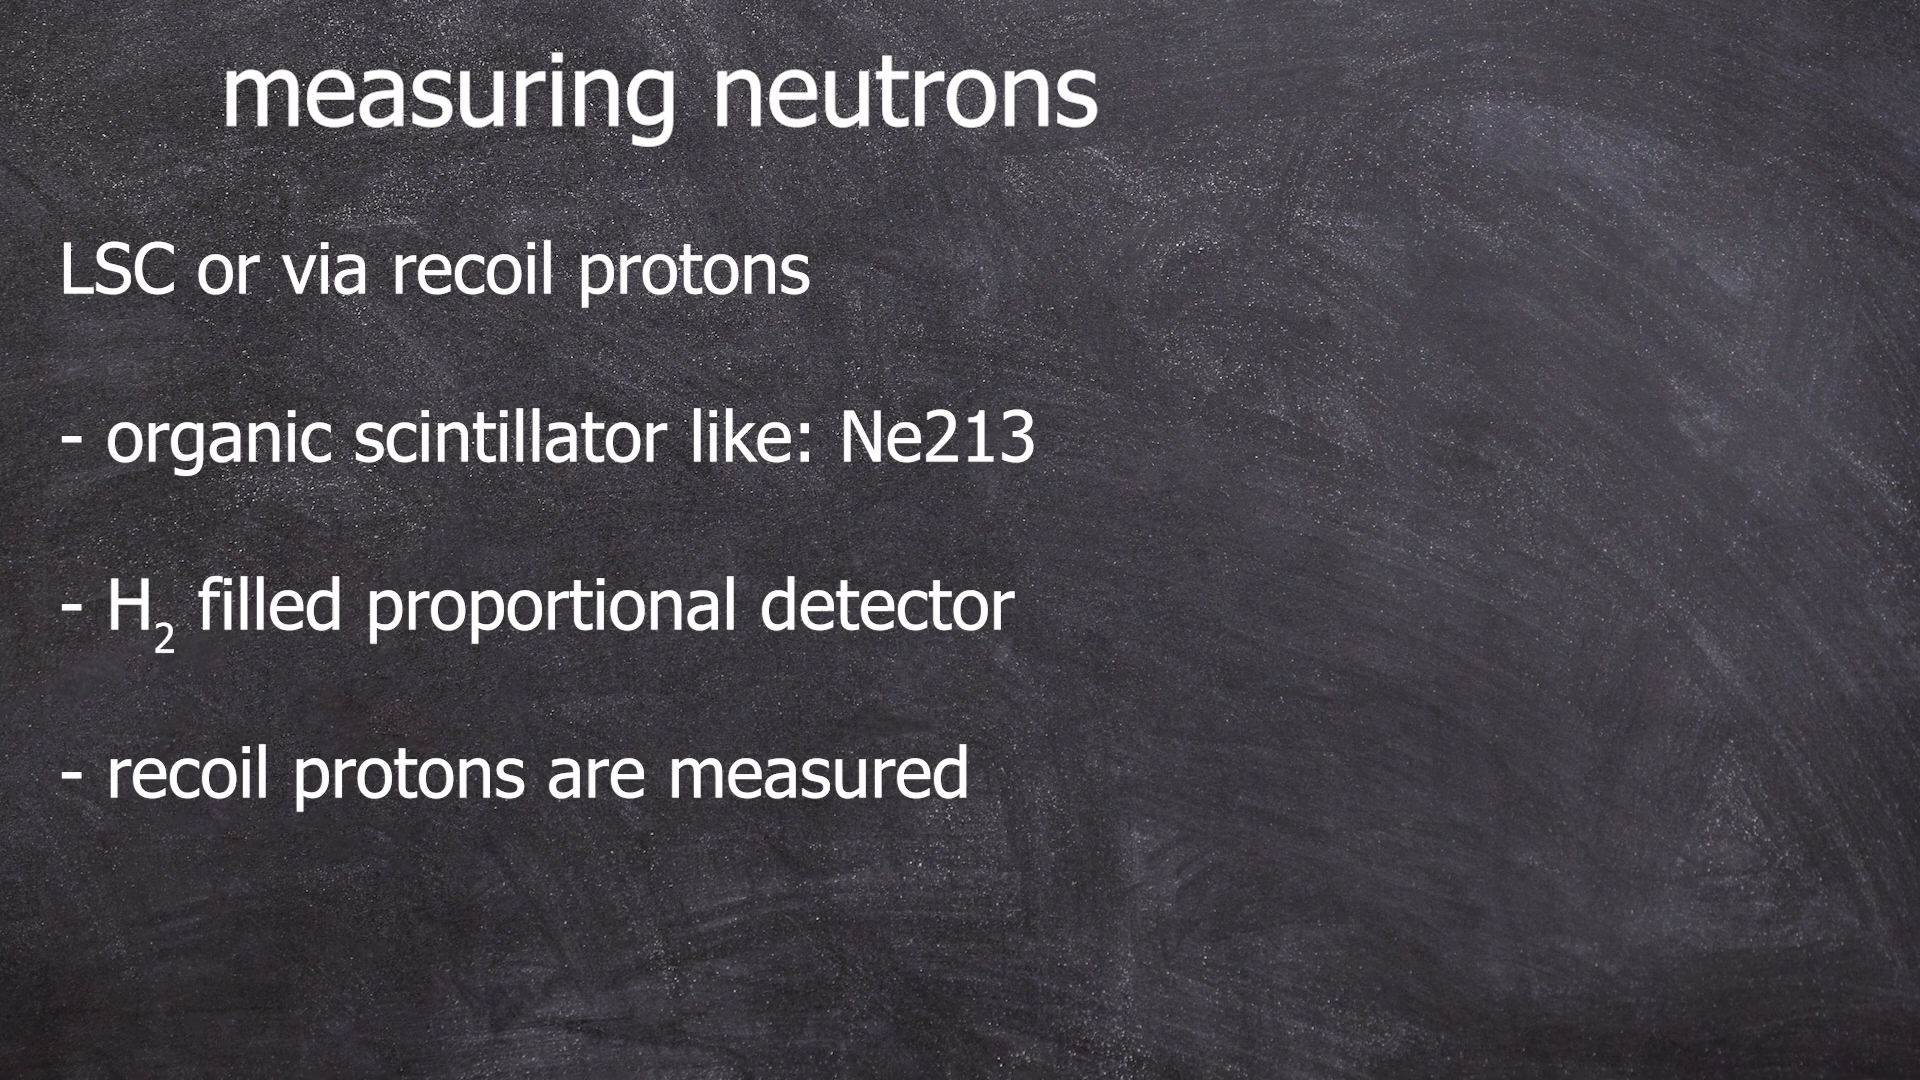 measuring neutrons
LSC or via recoil protons
- organic scintillator like: Ne213
- H₂ filled proportional detector
- recoil protons are measured